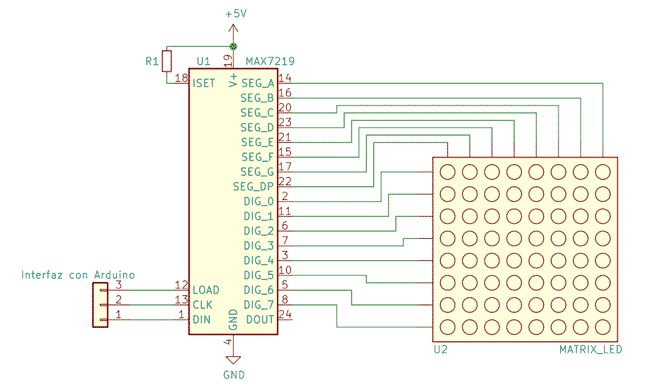 +5V
R1
U1
MAX7219
19
V+
18
ISET
SEG_A
14
SEG_B
16
SEG_C
20
SEG_D
23
SEG_E
21
SEG_F
15
SEG_G
17
SEG_DP
22
DIG_0
2
DIG_1
11
DIG_2
6
DIG_3
7
DIG_4
3
DIG_5
10
DIG_6
5
DIG_7
8
Interfaz con Arduino
3
12
LOAD
2
13
CLK
1
1
DIN
GND
DOUT
24
4
GND
U2
MATRIX_LED